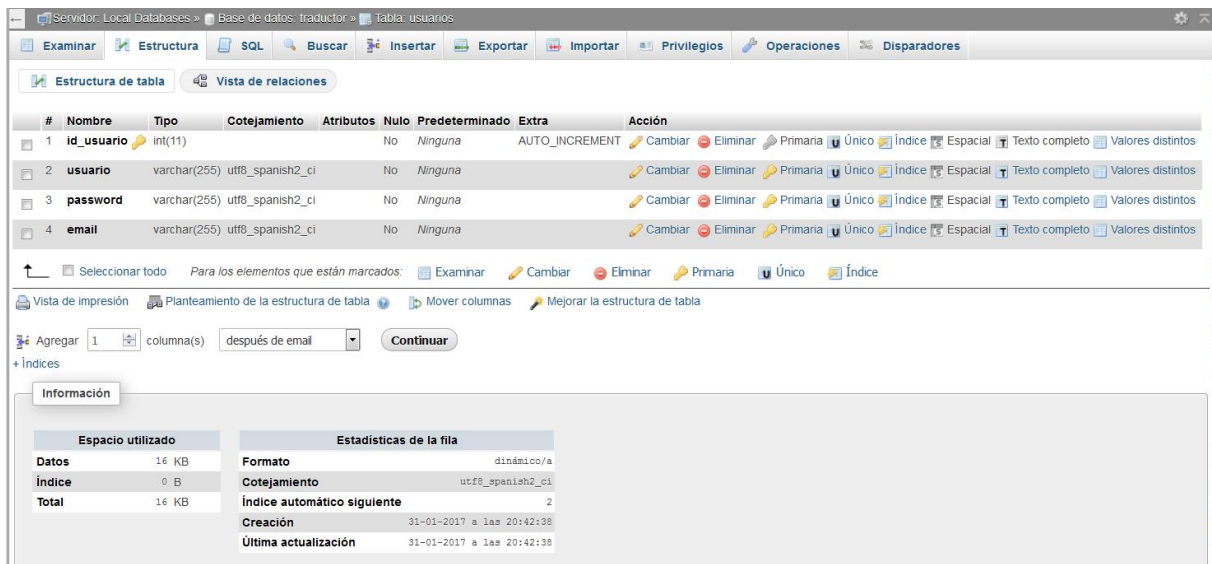 Servidor: Local Databases » Base de datos: traductor » Tabla: usuarios
Examinar Estructura SQL Buscar Insertar Exportar Importar Privilegios Operaciones Disparadores
Estructura de tabla Vista de relaciones
# Nombre Tipo Cotejamiento Atributos Nulo Predeterminado Extra Acción
1 id_usuario int(11) No Ninguna AUTO_INCREMENT Cambiar Eliminar Primaria Único Índice Espacial Texto completo Valores distintos
2 usuario varchar(255) utf8_spanish2_ci No Ninguna Cambiar Eliminar Primaria Único Índice Espacial Texto completo Valores distintos
3 password varchar(255) utf8_spanish2_ci No Ninguna Cambiar Eliminar Primaria Único Índice Espacial Texto completo Valores distintos
4 email varchar(255) utf8_spanish2_ci No Ninguna Cambiar Eliminar Primaria Único Índice Espacial Texto completo Valores distintos
Seleccionar todo Para los elementos que están marcados: Examinar Cambiar Eliminar Primaria Único Índice
Vista de impresión Planteamiento de la estructura de tabla Mover columnas Mejorar la estructura de tabla
Agregar 1 columna(s) después de email Continuar
+ Índices
Información
Espacio utilizado
Datos 16 KB
Índice 0 B
Total 16 KB
Estadísticas de la fila
Formato dinámico/a
Cotejamiento utf8_spanish2_ci
Índice automático siguiente 2
Creación 31-01-2017 a las 20:42:38
Última actualización 31-01-2017 a las 20:42:38